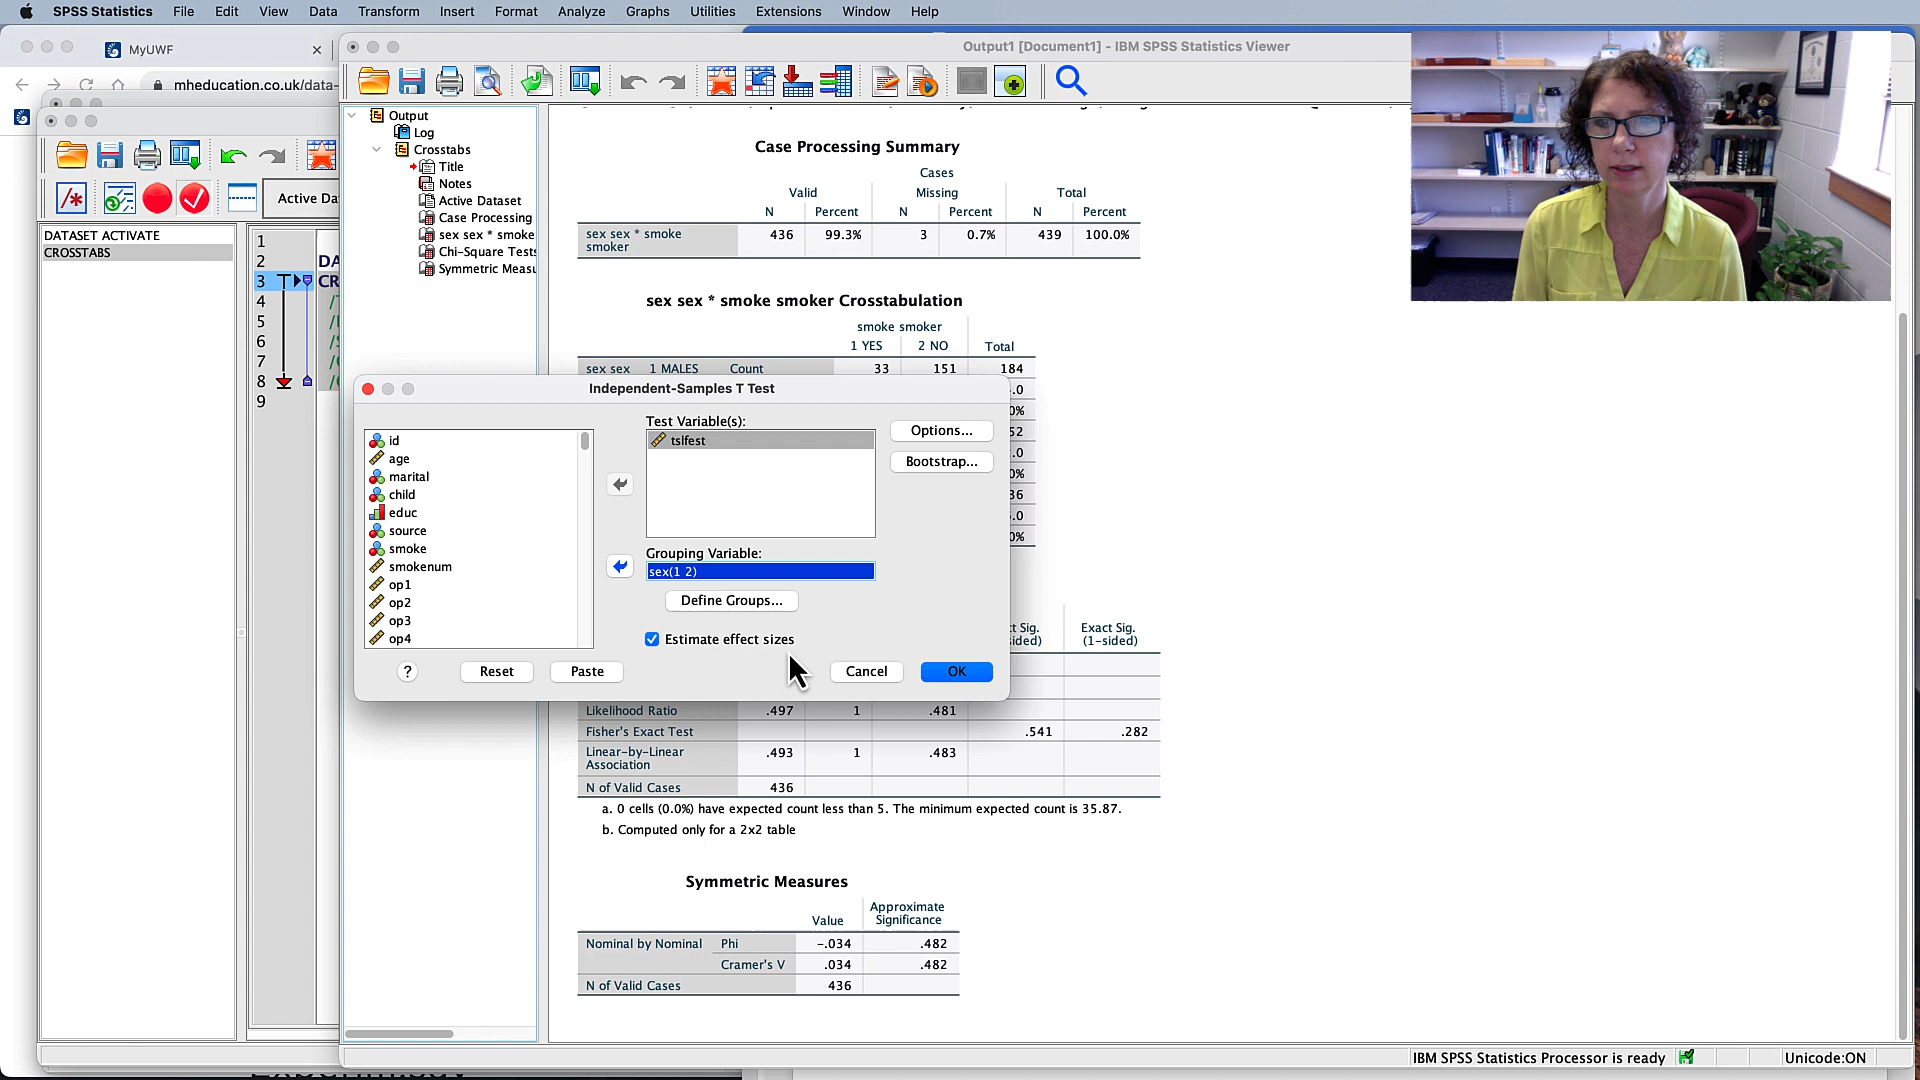 SPSS Statistics File Edit View Data Transform Insert Format Analyze Graphs Utilities Extensions Window Help
MyUWF
Output1 [Document1] - IBM SPSS Statistics Viewer
mheducation.co.uk/data-
Active Da
DATASET ACTIVATE
CROSSTABS
1
2 DA
3 CR
4
5
6
7
8
9
Output
Log
Crosstabs
Title
Notes
Active Dataset
Case Processing
sex sex * smoke
Chi-Square Tests
Symmetric Measu
Case Processing Summary
Cases
Valid Missing Total
N Percent N Percent N Percent
sex sex * smoke smoker 436 99.3% 3 0.7% 439 100.0%
sex sex * smoke smoker Crosstabulation
smoke smoker
1 YES 2 NO Total
sex sex 1 MALES Count 33 151 184
.0
0%
52
.0
0%
36
.0
0%
Independent-Samples T Test
id
age
marital
child
educ
source
smoke
smokenum
op1
op2
op3
op4
Test Variable(s):
tslfest
Grouping Variable:
sex(1 2)
Define Groups...
Estimate effect sizes
Options...
Bootstrap...
? Reset Paste Cancel OK
ct Sig. Exact Sig.
sided) (1-sided)
Likelihood Ratio .497 1 .481
Fisher's Exact Test .541 .282
Linear-by-Linear Association .493 1 .483
N of Valid Cases 436
a. 0 cells (0.0%) have expected count less than 5. The minimum expected count is 35.87.
b. Computed only for a 2x2 table
Symmetric Measures
Value Approximate Significance
Nominal by Nominal Phi -.034 .482
Cramer's V .034 .482
N of Valid Cases 436
IBM SPSS Statistics Processor is ready Unicode:ON